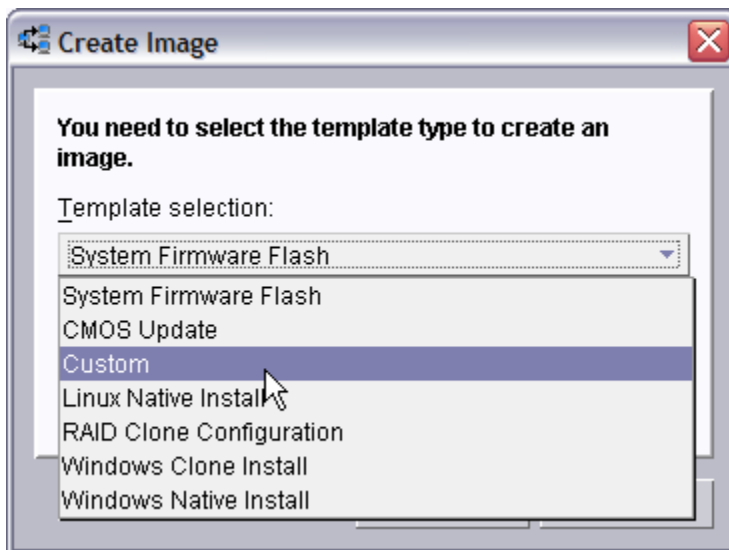 Create Image
You need to select the template type to create an
image.
Template selection:
System Firmware Flash
System Firmware Flash
CMOS Update
Custom
Linux Native Install
RAID Clone Configuration
Windows Clone Install
Windows Native Install